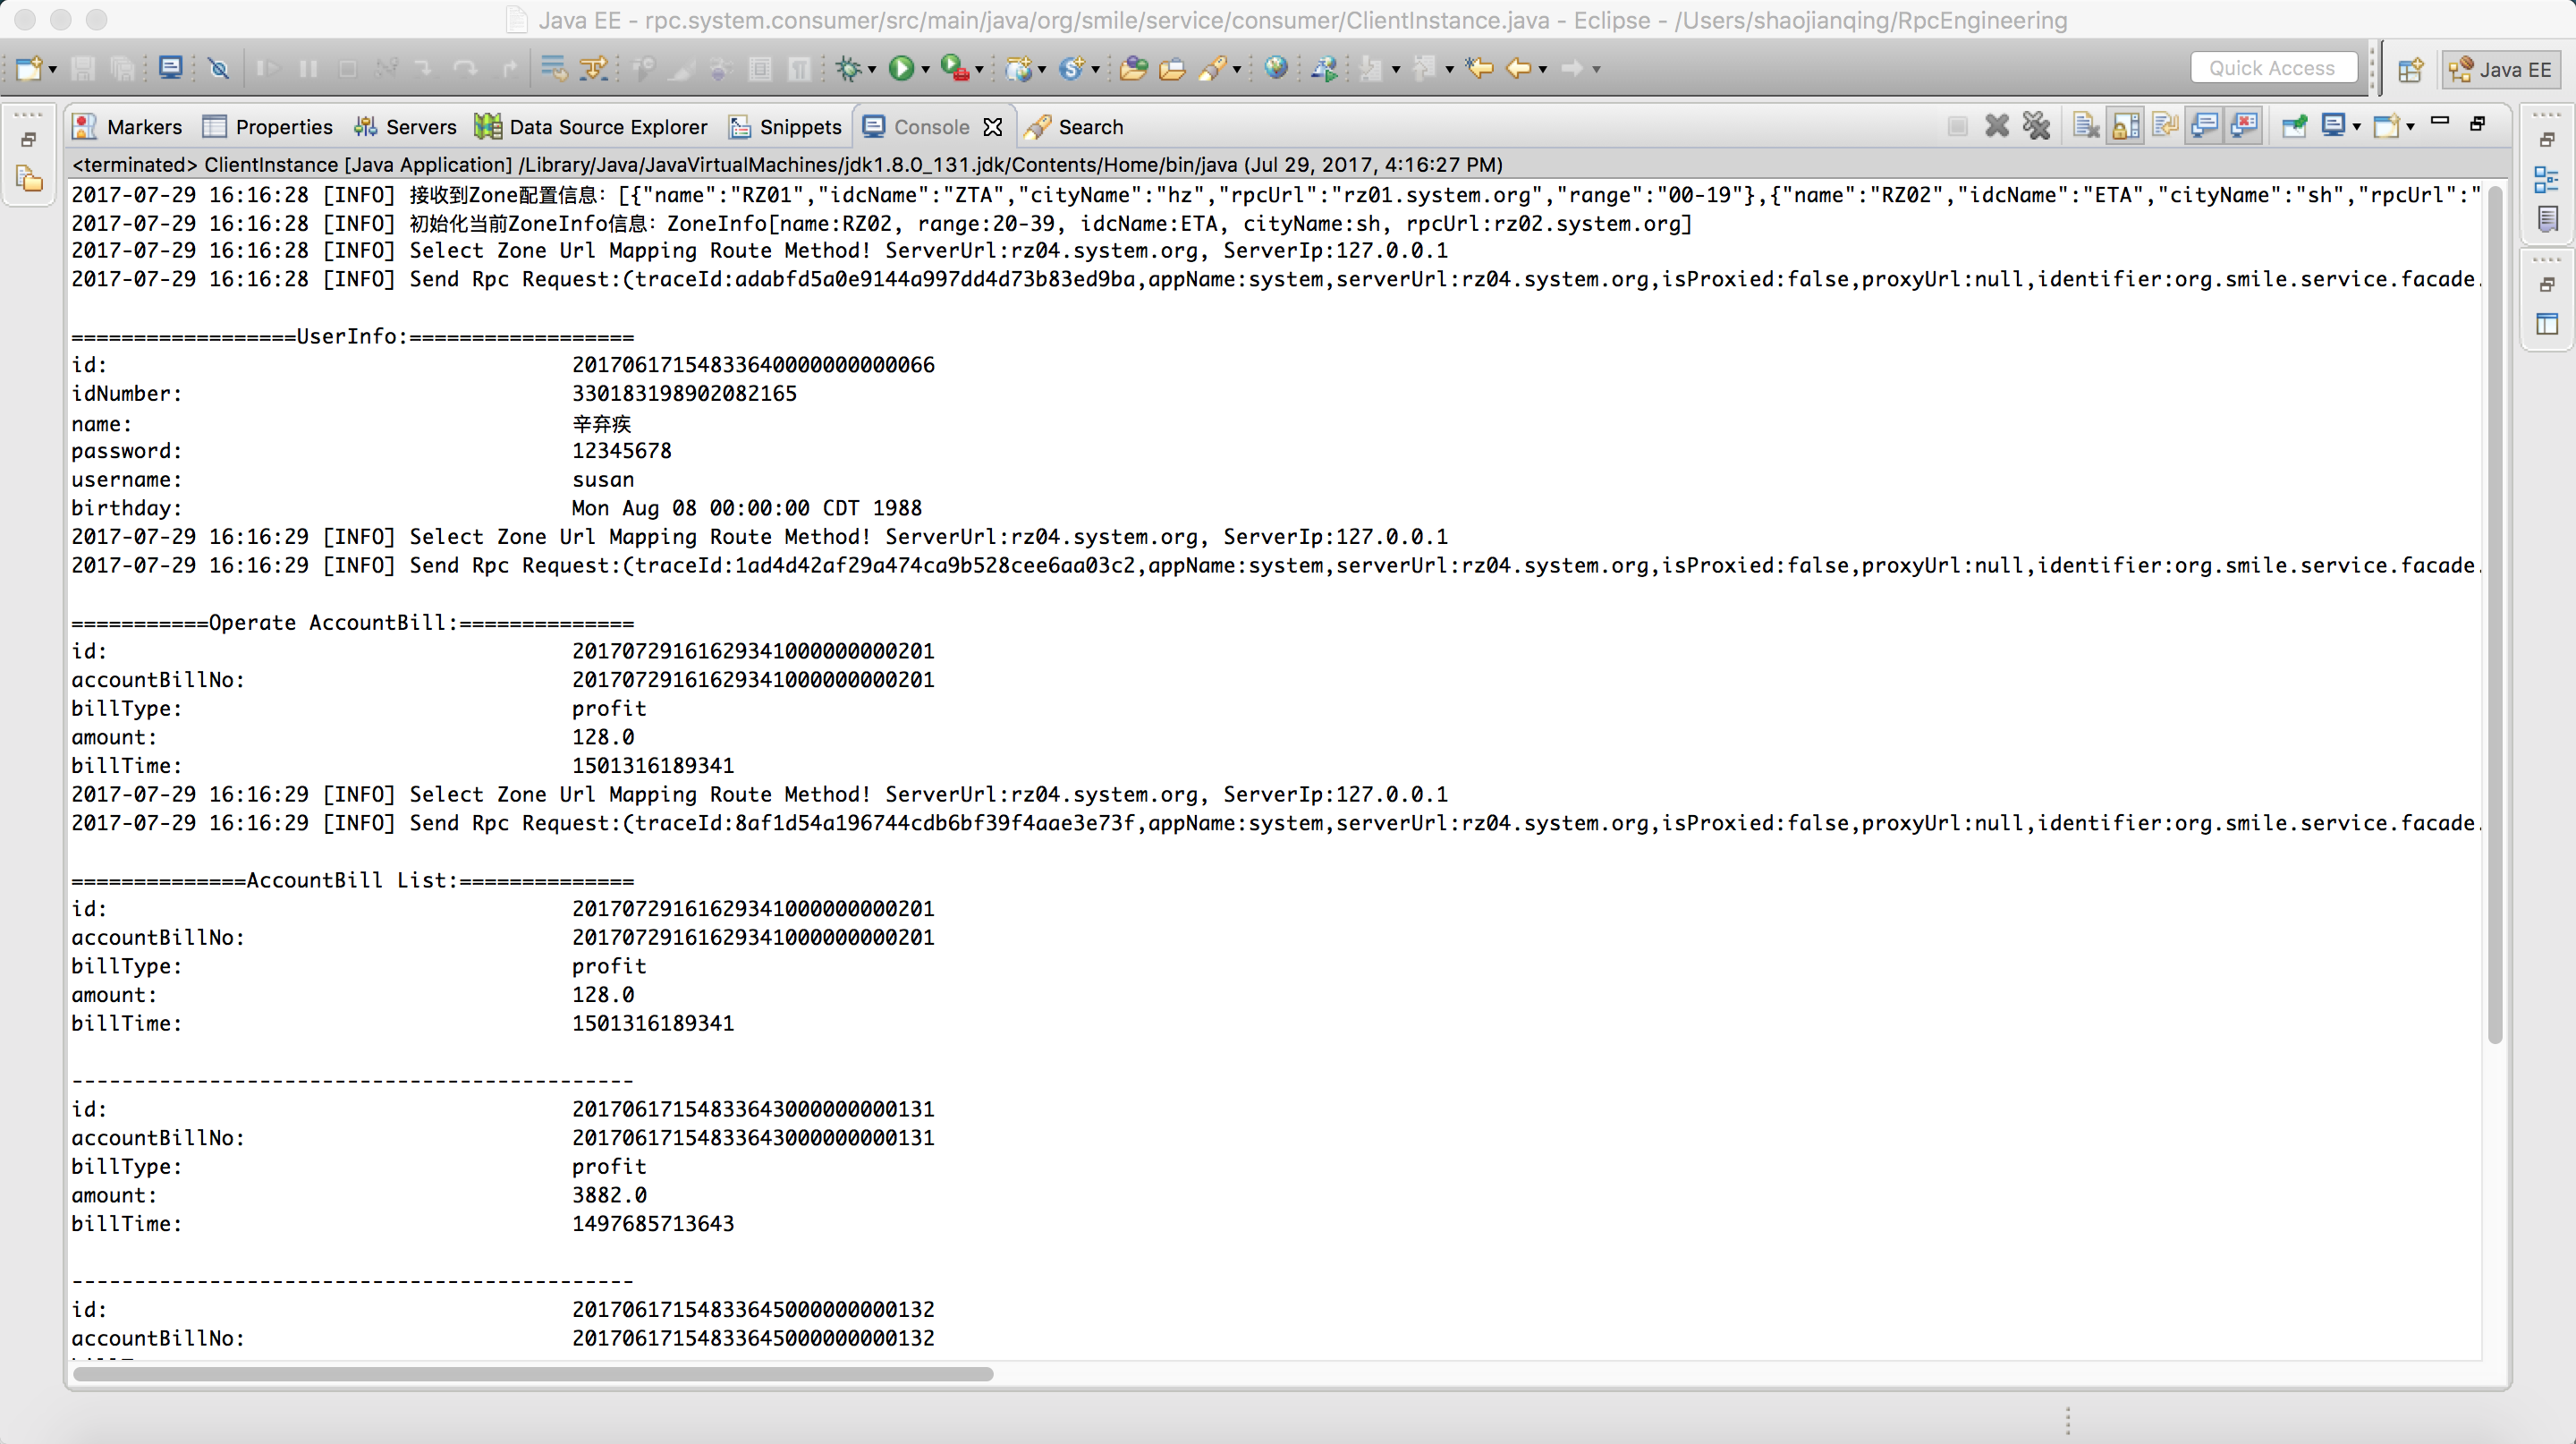 Java EE - rpc.system.consumer/src/main/java/org/smile/service/consumer/ClientInstance.java - Eclipse - /Users/shaojianqing/RpcEngineering
Quick Access
Java EE
Markers Properties Servers Data Source Explorer Snippets Console Search
<terminated> ClientInstance [Java Application] /Library/Java/JavaVirtualMachines/jdk1.8.0_131.jdk/Contents/Home/bin/java (Jul 29, 2017, 4:16:27 PM)
2017-07-29 16:16:28 [INFO] 接收到Zone配置信息：[{"name":"RZ01","idcName":"ZTA","cityName":"hz","rpcUrl":"rz01.system.org","range":"00-19"},{"name":"RZ02","idcName":"ETA","cityName":"sh","rpcUrl":"
2017-07-29 16:16:28 [INFO] 初始化当前ZoneInfo信息：ZoneInfo[name:RZ02, range:20-39, idcName:ETA, cityName:sh, rpcUrl:rz02.system.org]
2017-07-29 16:16:28 [INFO] Select Zone Url Mapping Route Method! ServerUrl:rz04.system.org, ServerIp:127.0.0.1
2017-07-29 16:16:28 [INFO] Send Rpc Request:(traceId:adabfd5a0e9144a997dd4d73b83ed9ba,appName:system,serverUrl:rz04.system.org,isProxied:false,proxyUrl:null,identifier:org.smile.service.facade.
==================UserInfo:==================
id: 20170617154833640000000000066
idNumber: 330183198902082165
name: 辛弃疾
password: 12345678
username: susan
birthday: Mon Aug 08 00:00:00 CDT 1988
2017-07-29 16:16:29 [INFO] Select Zone Url Mapping Route Method! ServerUrl:rz04.system.org, ServerIp:127.0.0.1
2017-07-29 16:16:29 [INFO] Send Rpc Request:(traceId:1ad4d42af29a474ca9b528cee6aa03c2,appName:system,serverUrl:rz04.system.org,isProxied:false,proxyUrl:null,identifier:org.smile.service.facade.
===========Operate AccountBill:==============
id: 20170729161629341000000000201
accountBillNo: 20170729161629341000000000201
billType: profit
amount: 128.0
billTime: 1501316189341
2017-07-29 16:16:29 [INFO] Select Zone Url Mapping Route Method! ServerUrl:rz04.system.org, ServerIp:127.0.0.1
2017-07-29 16:16:29 [INFO] Send Rpc Request:(traceId:8af1d54a196744cdb6bf39f4aae3e73f,appName:system,serverUrl:rz04.system.org,isProxied:false,proxyUrl:null,identifier:org.smile.service.facade.
==============AccountBill List:==============
id: 20170729161629341000000000201
accountBillNo: 20170729161629341000000000201
billType: profit
amount: 128.0
billTime: 1501316189341
---------------------------------------------
id: 20170617154833643000000000131
accountBillNo: 20170617154833643000000000131
billType: profit
amount: 3882.0
billTime: 1497685713643
---------------------------------------------
id: 20170617154833645000000000132
accountBillNo: 20170617154833645000000000132